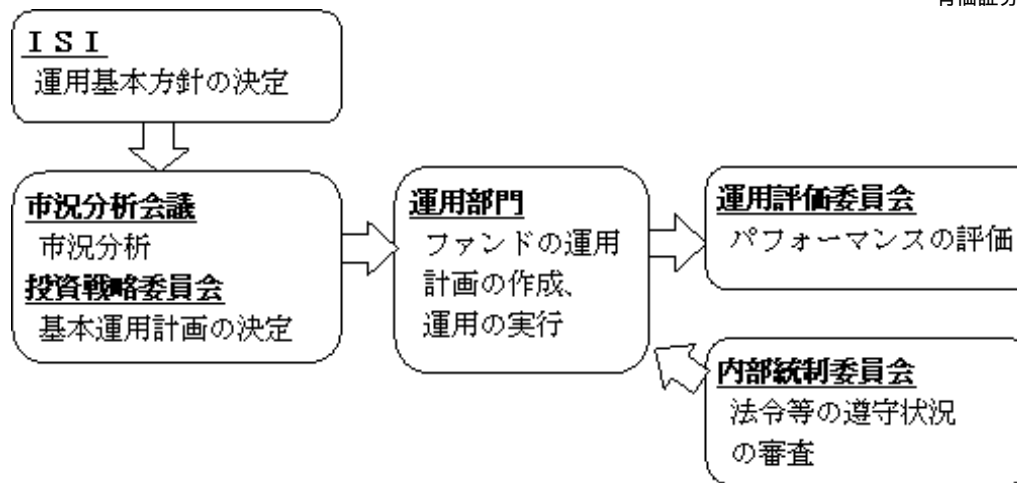 ＩＳＩ
運用基本方針の決定
市況分析会議
市況分析
投資戦略委員会
基本運用計画の決定
運用部門
ファンドの運用
計画の作成、
運用の実行
運用評価委員会
パフォーマンスの評価
内部統制委員会
法令等の遵守状況
の審査